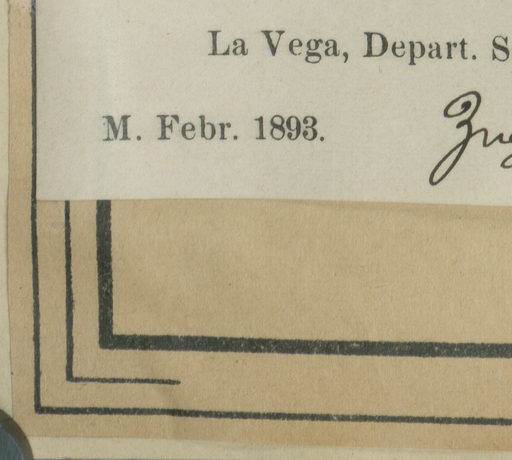 La Vega, Depart. S
M. Febr. 1893.